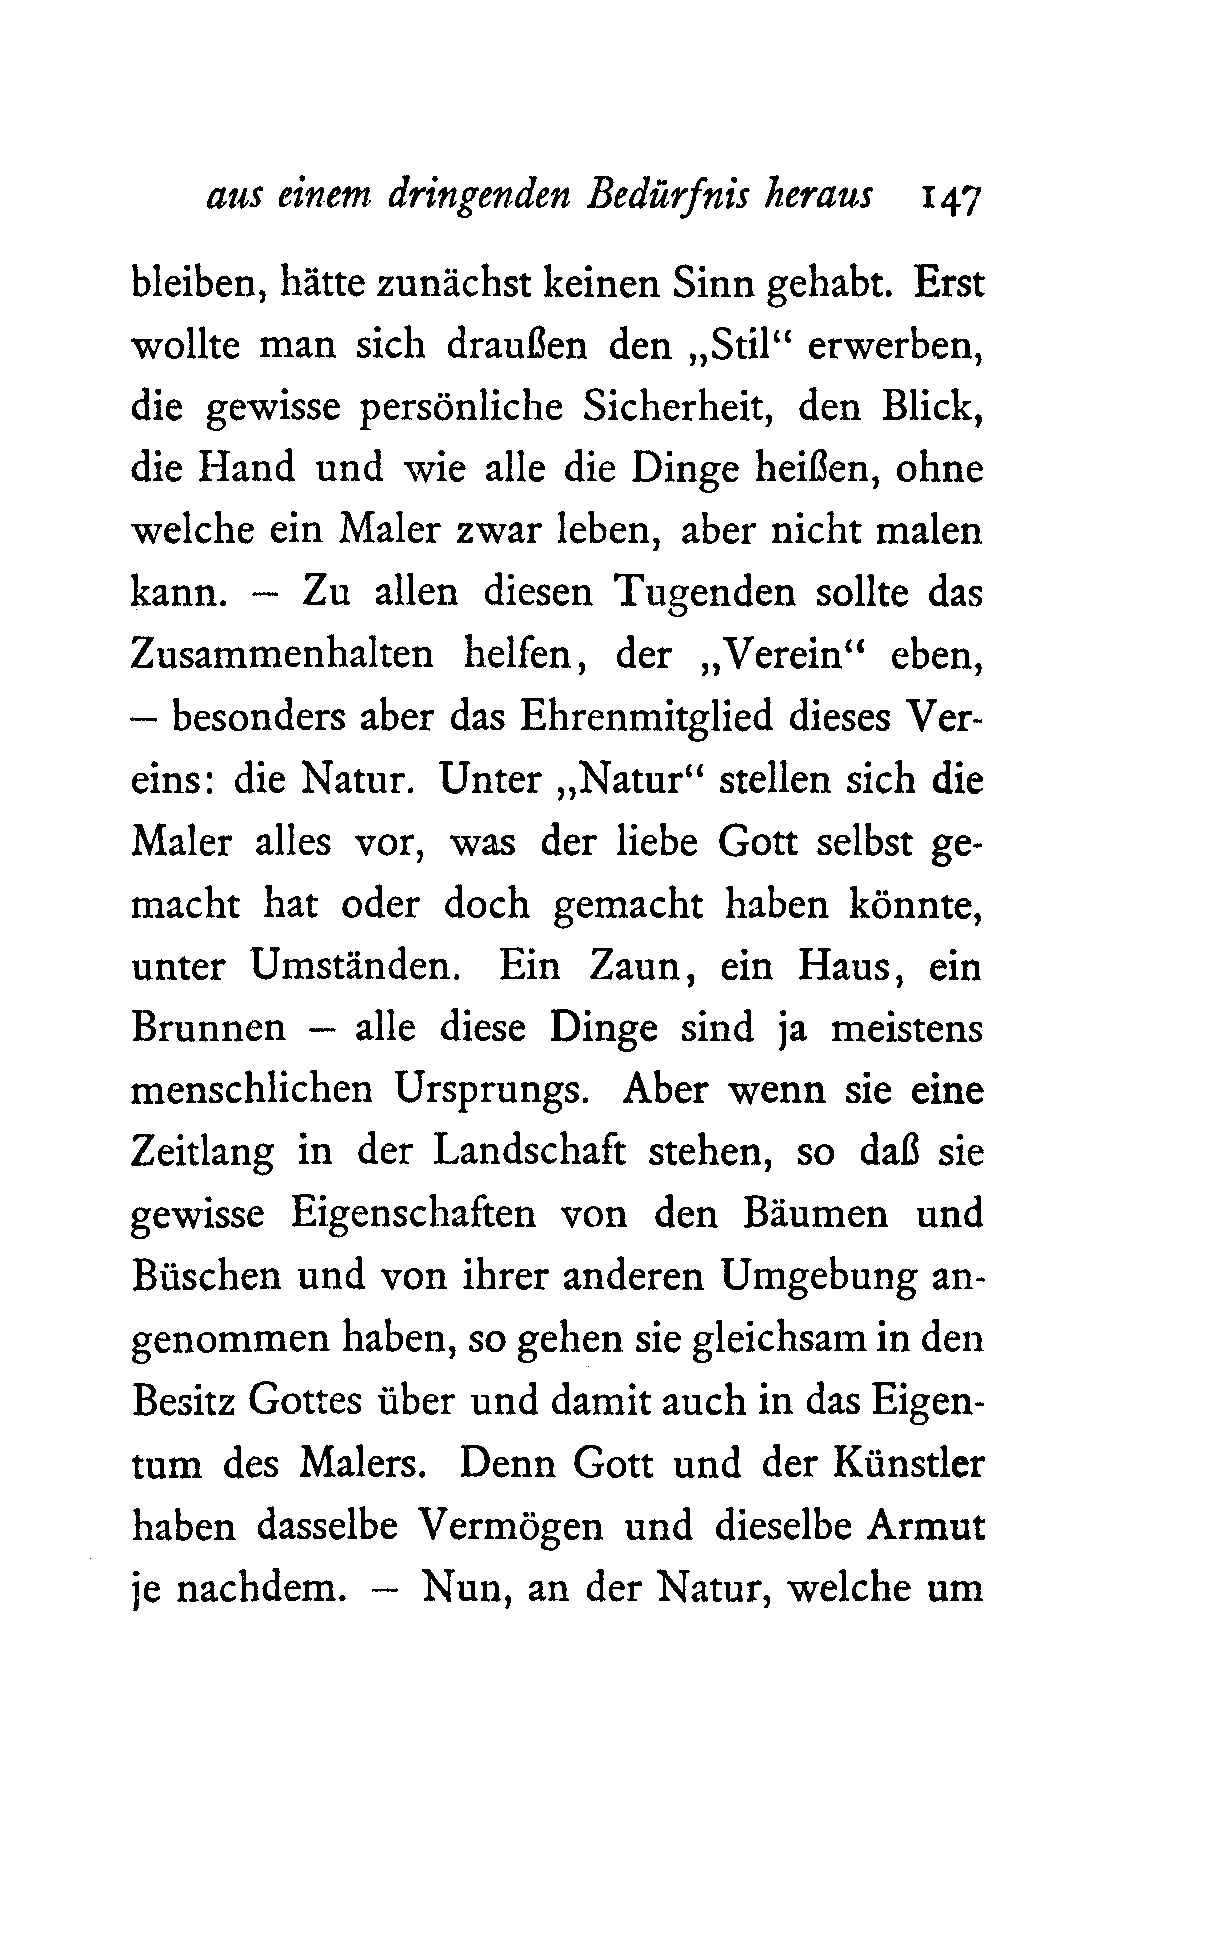 aus einem dringenden Bedürfnis heraus 147
bleiben, hätte zunächst keinen Sinn gehabt. Erst
wollte man sich draußen den „Stil“ erwerben,
die gewisse persönliche Sicherheit, den Blick,
die Hand und wie alle die Dinge heißen, ohne
welche ein Maler zwar leben, aber nicht malen
kann. — Zu allen diesen Tugenden sollte das
Zusammenhalten helfen, der „Verein“ eben,
— besonders aber das Ehrenmitglied dieses Ver-
eins: die Natur. Unter „Natur“ stellen sich die
Maler alles vor, was der liebe Gott selbst ge-
macht hat oder doch gemacht haben könnte,
unter Umständen. Ein Zaun, ein Haus, ein
Brunnen — alle diese Dinge sind ja meistens
menschlichen Ursprungs. Aber wenn sie eine
Zeitlang in der Landschaft stehen, so daß sie
gewisse Eigenschaften von den Bäumen und
Büschen und von ihrer anderen Umgebung an-
genommen haben, so gehen sie gleichsam in den
Besitz Gottes über und damit auch in das Eigen-
tum des Malers. Denn Gott und der Künstler
haben dasselbe Vermögen und dieselbe Armut
je nachdem. — Nun, an der Natur, welche um